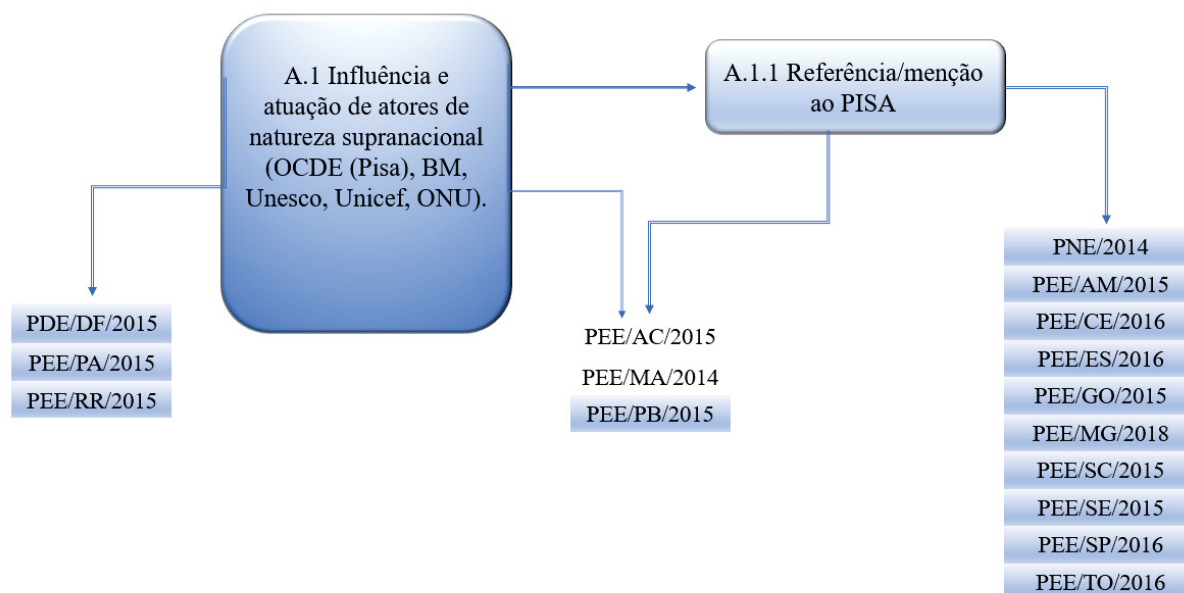 A.1 Influência e
atuação de atores de
natureza supranacional
(OCDE (Pisa), BM,
Unesco, Unicef, ONU).
A.1.1 Referência/menção
ao PISA
PDE/DF/2015
PEE/PA/2015
PEE/RR/2015
PEE/AC/2015
PEE/MA/2014
PEE/PB/2015
PNE/2014
PEE/AM/2015
PEE/CE/2016
PEE/ES/2016
PEE/GO/2015
PEE/MG/2018
PEE/SC/2015
PEE/SE/2015
PEE/SP/2016
PEE/TO/2016